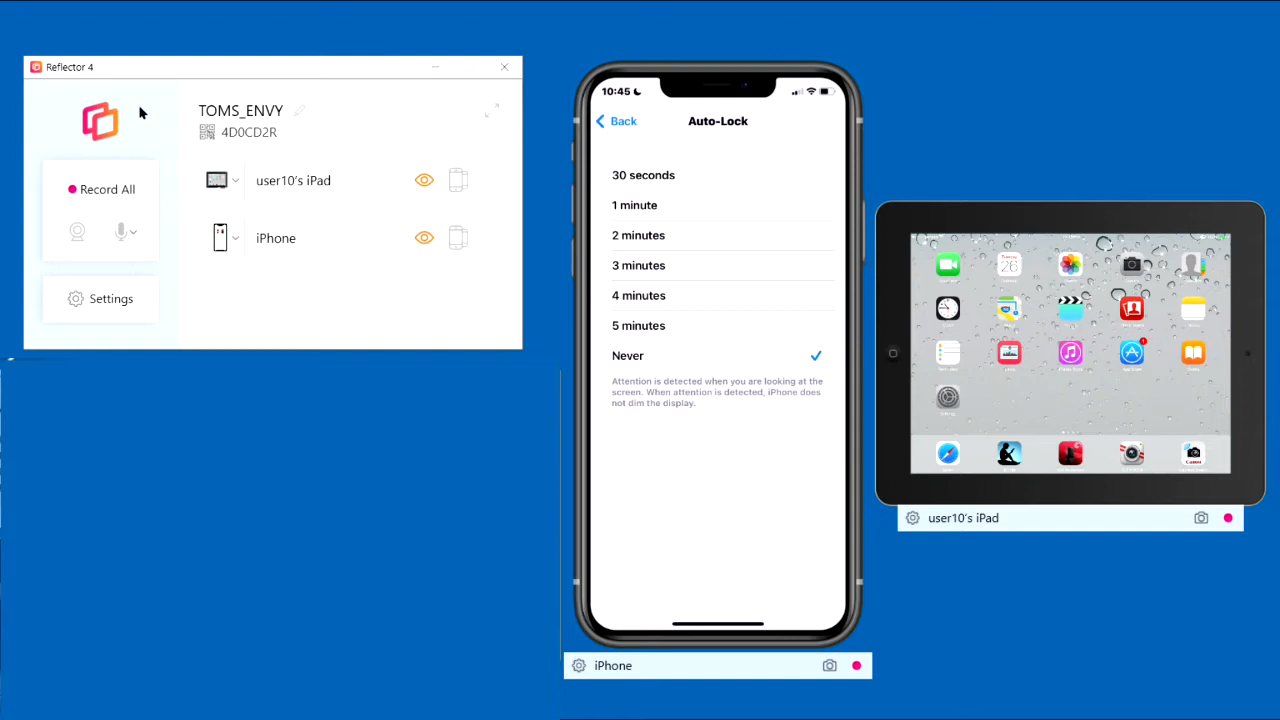 Reflector 4
TOMS_ENVY
4D0CD2R
Record All
user10's iPad
iPhone
Settings
10:45
Back
Auto-Lock
30 seconds
1 minute
2 minutes
3 minutes
4 minutes
5 minutes
Never
Attention is detected when you are looking at the
screen. When attention is detected, iPhone does
not dim the display.
iPhone
26
user10's iPad